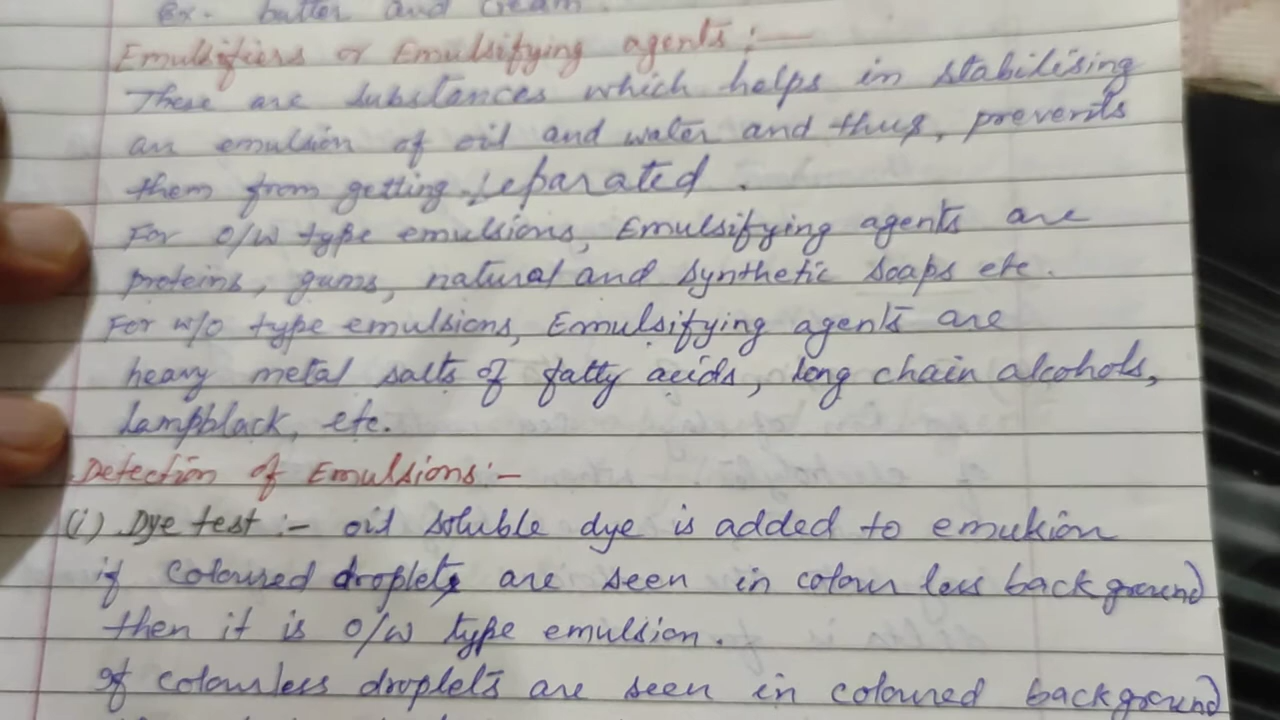 Ex. butter and cream.
Emulsifiers or Emulsifying agents :—
These are substances which helps in stabilising
an emulsion of oil and water and thus, prevents
them from getting separated.
For O/W type emulsions, Emulsifying agents are
proteins, gums, natural and synthetic soaps etc.
For W/O type emulsions, Emulsifying agents are
heavy metal salts of fatty acids, long chain alcohols,
lampblack, etc.
Detection of Emulsions :—
(i) Dye test :- oil soluble dye is added to emulsion
if coloured droplets are seen in colour less background
then it is O/W type emulsion.
If colourless droplets are seen in coloured background